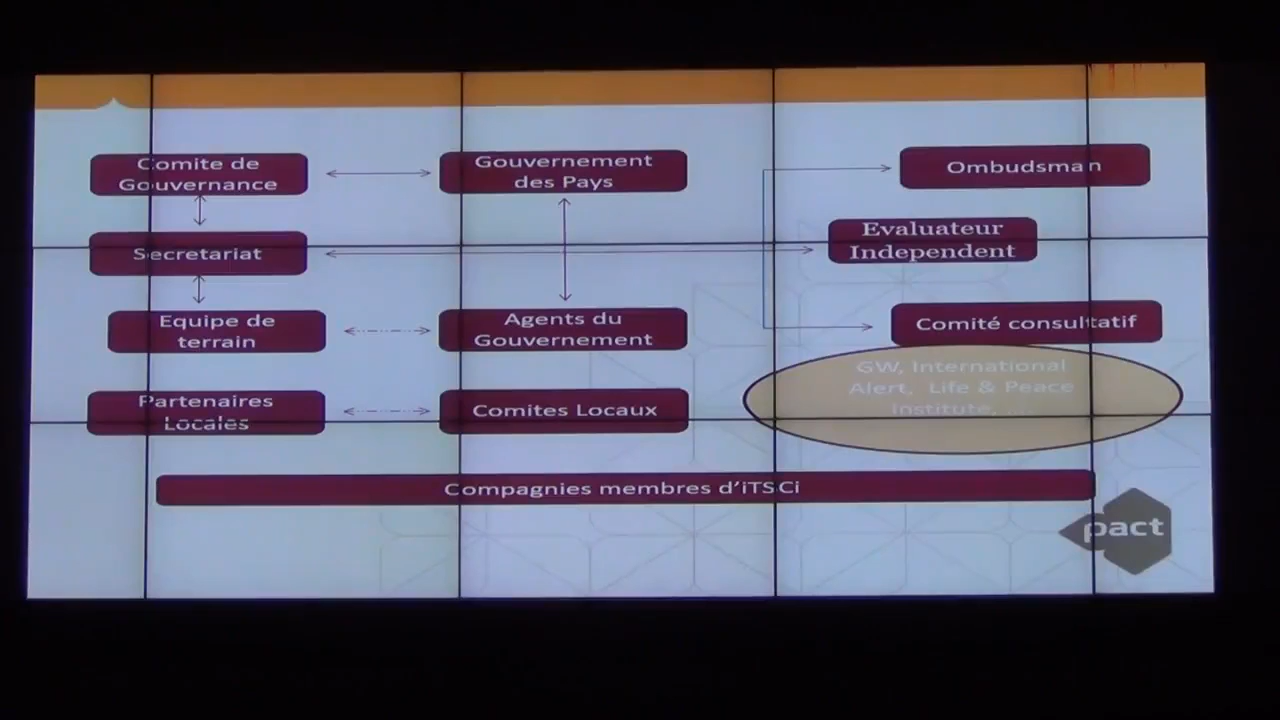 Comite de
Gouvernance
Gouvernement
des Pays
Ombudsman
Secretariat
Evaluateur
Independent
Equipe de
terrain
Agents du
Gouvernement
Comité consultatif
GW, International
Alert, Life & Peace
Institute, ...
Partenaires
Locales
Comites Locaux
Compagnies membres d'iTSCi
pact